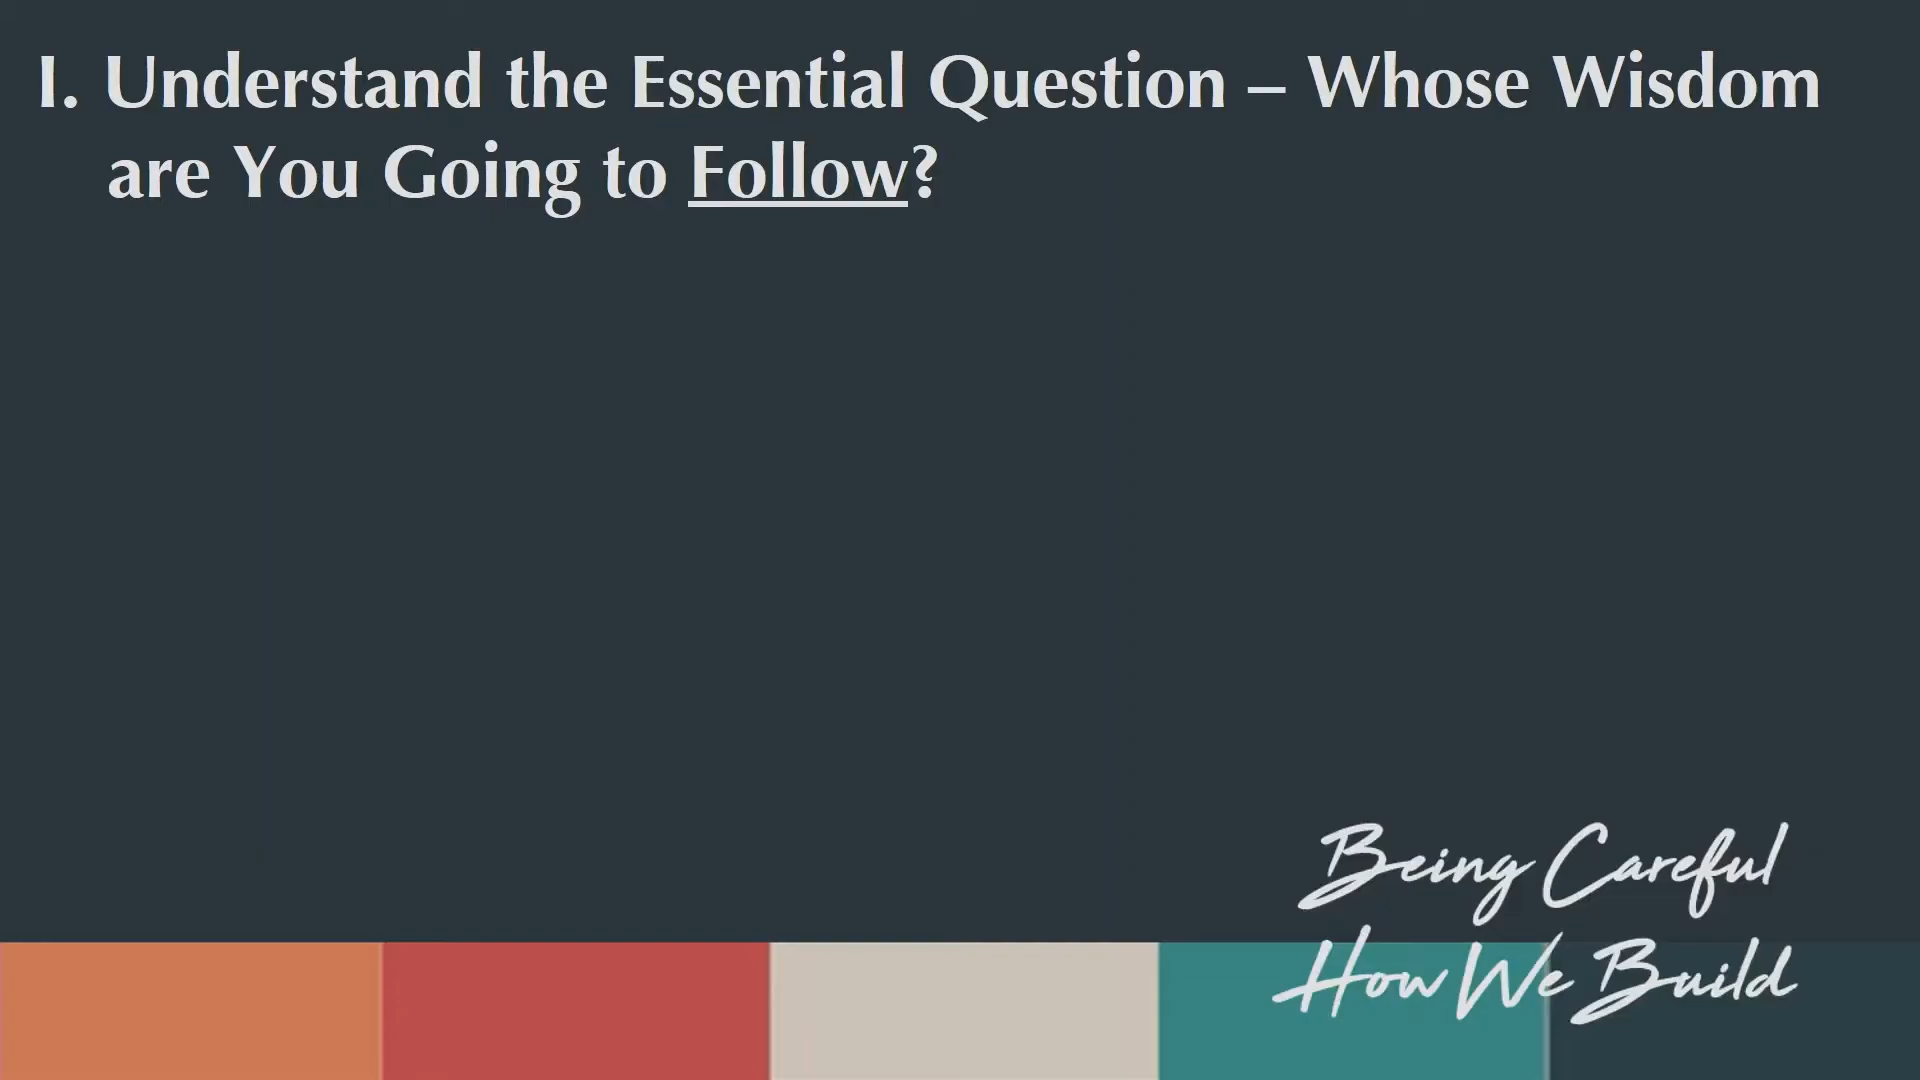 I. Understand the Essential Question – Whose Wisdom
are You Going to Follow?
Being Careful
How We Build